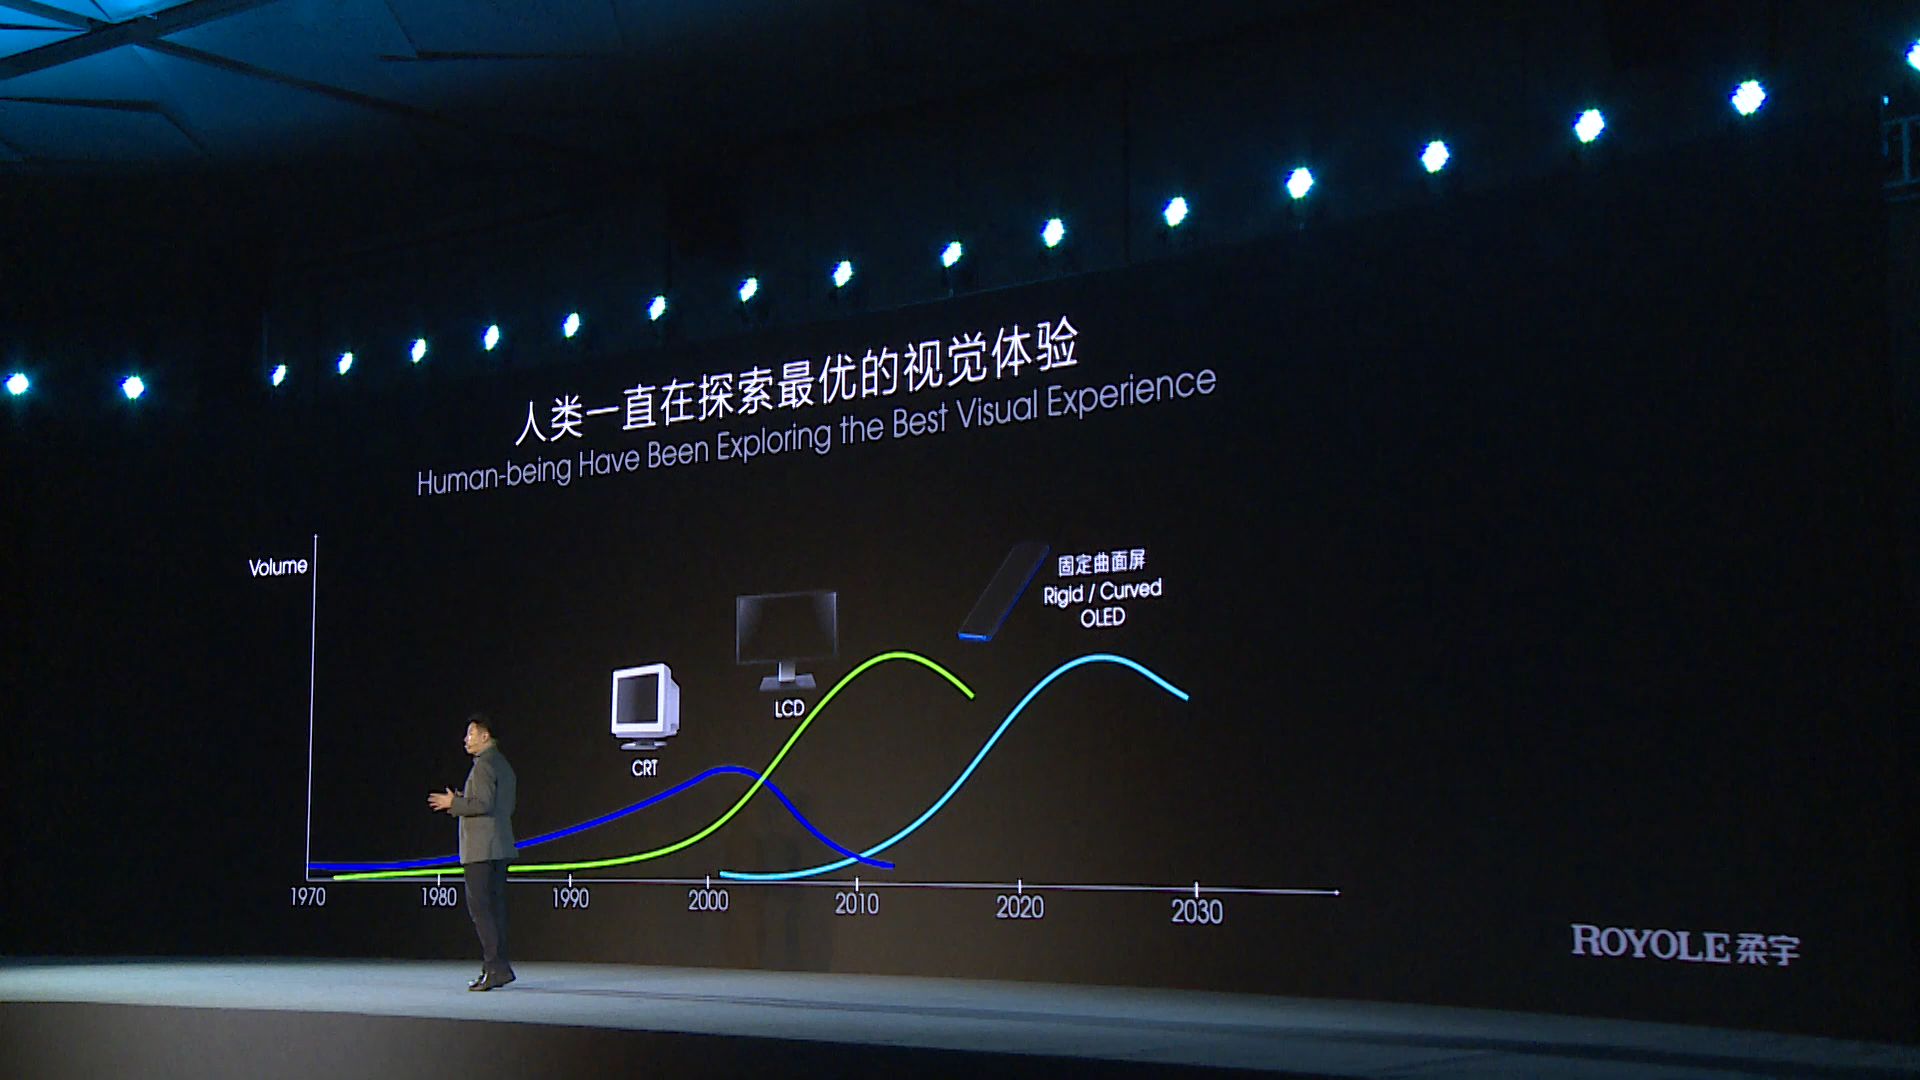 人类一直在探索最优的视觉体验
Human-being Have Been Exploring the Best Visual Experience
Volume
固定曲面屏
Rigid / Curved
OLED
LCD
CRT
1970
1980
1990
2000
2010
2020
2030
ROYOLE柔宇